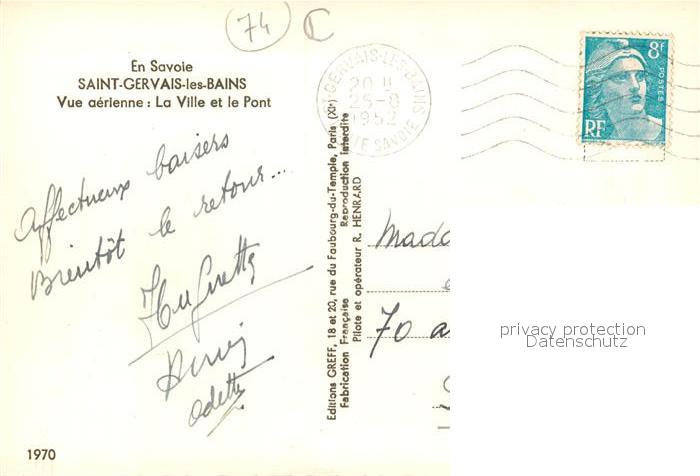 74 C
En Savoie
SAINT-GERVAIS-les-BAINS
Vue aérienne : La Ville et le Pont
ST-GERVAIS-LES-BAINS
20 H
25-8
1952
HTE SAVOIE
8F
POSTES
RF
Affectueux baisers
Bientôt le retour...
Huguette
Odette
Editions GREFF, 18 et 20, rue du Faubourg-du-Temple, Paris (XIe)
Fabrication Française Reproduction interdite
Pilote et opérateur R. HENRARD
Mada
70 a
privacy protection
Datenschutz
1970